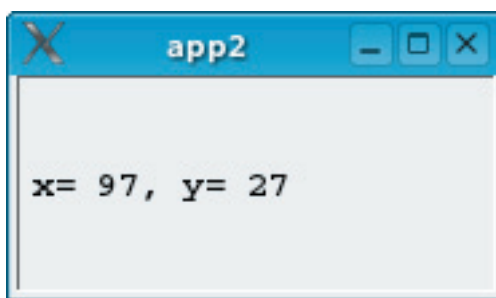 app2
x= 97, y= 27